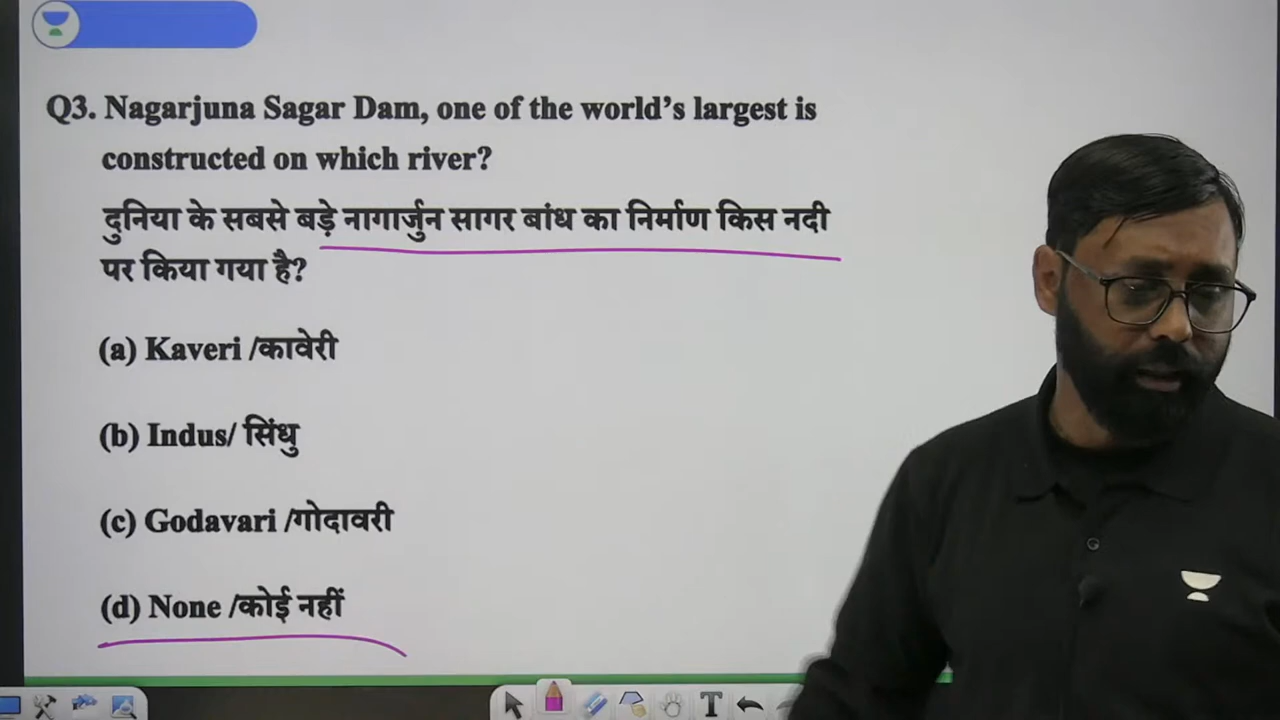 Q3. Nagarjuna Sagar Dam, one of the world’s largest is
constructed on which river?
दुनिया के सबसे बड़े नागार्जुन सागर बांध का निर्माण किस नदी
पर किया गया है?
(a) Kaveri /कावेरी
(b) Indus/ सिंधु
(c) Godavari /गोदावरी
(d) None /कोई नहीं
T